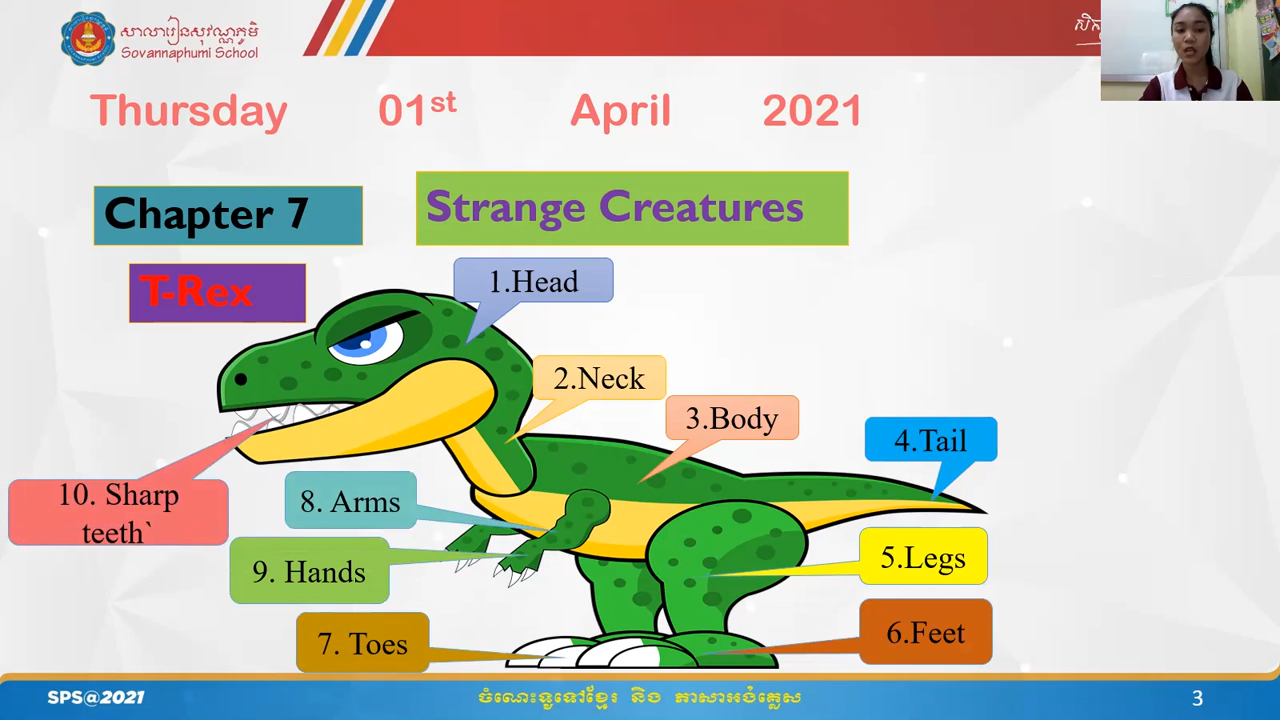 សាលារៀនសុវណ្ណភូមិ
Sovannaphumi School
Thursday 01st April 2021
Chapter 7
Strange Creatures
T-Rex
1.Head
2.Neck
3.Body
4.Tail
10. Sharp
teeth`
8. Arms
5.Legs
9. Hands
6.Feet
7. Toes
SPS@2021
ចំណេះទូទៅខ្មែរ និង ភាសាអង់គ្លេស
3